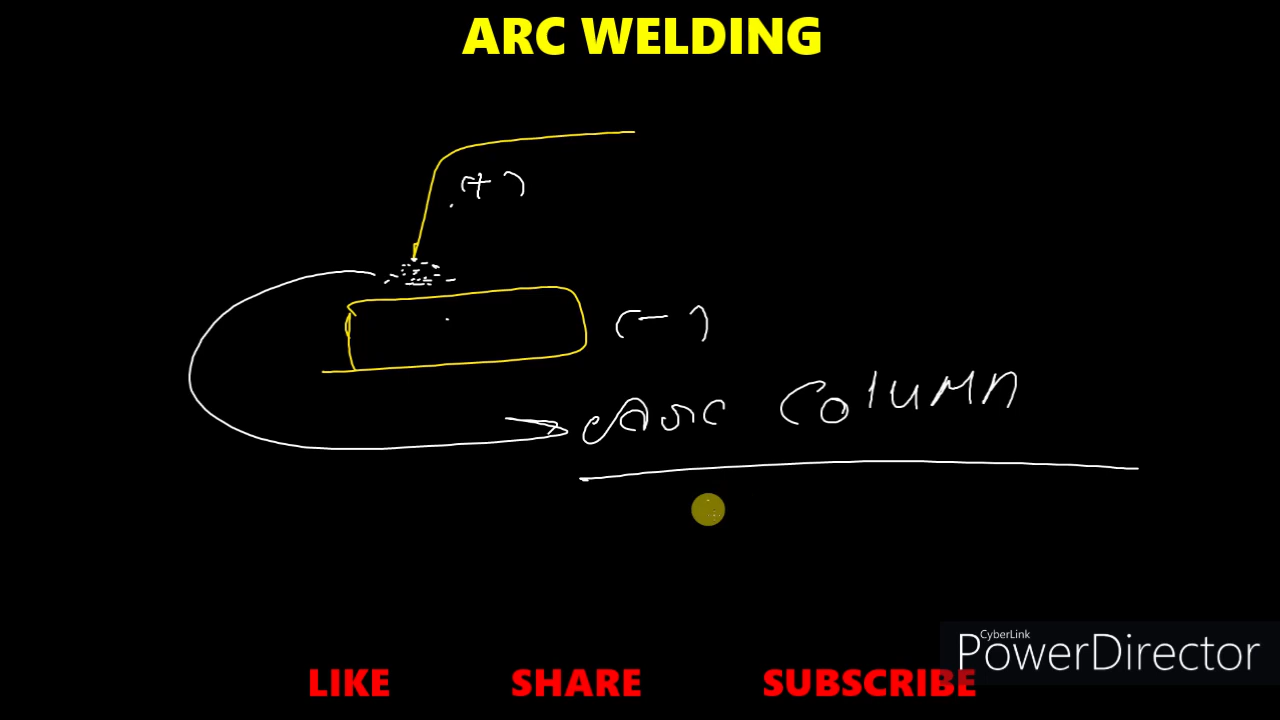 ARC WELDING
(+)
(-)
Arc COlUMn
CyberLink
PowerDirector
LIKE SHARE SUBSCRIBE